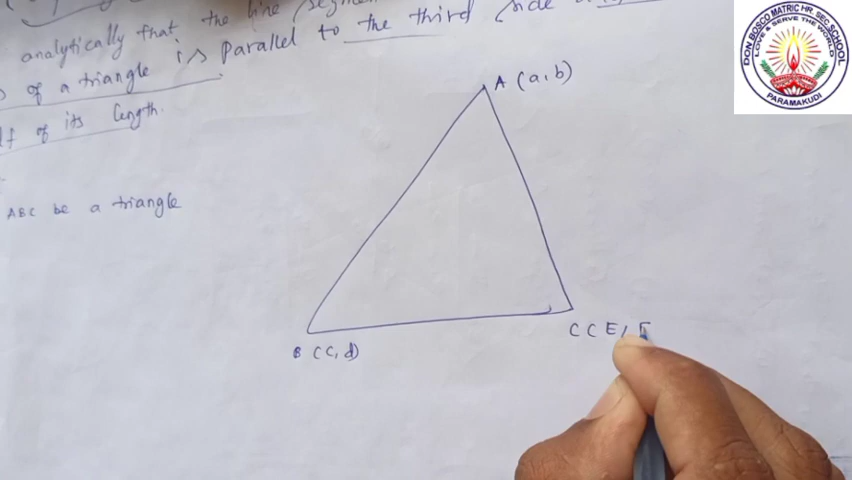 analytically that the line segment
of a triangle is parallel to the third side
of its length.
ABC be a triangle
A (a, b)
B (c, d)
C ( E,
DON BOSCO MATRIC HR. SEC. SCHOOL
LOVE & SERVE THE WORLD
PARAMAKUDI